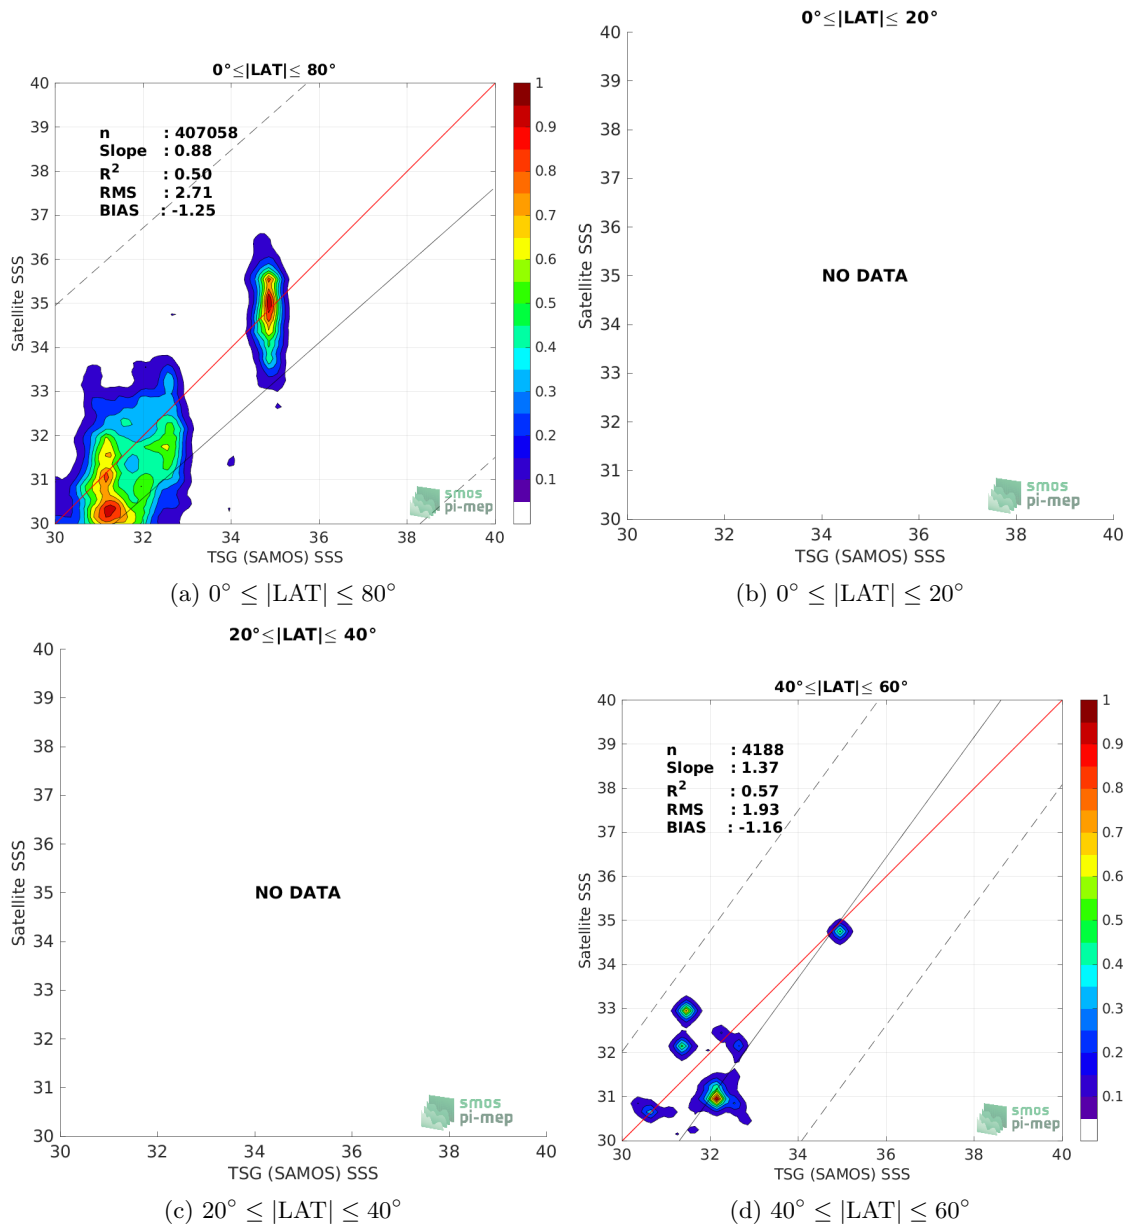 0°≤|LAT|≤ 80°
n : 407058
Slope : 0.88
R² : 0.50
RMS : 2.71
BIAS : -1.25
40
39
38
37
36
35
34
33
32
31
30
Satellite SSS
30 32 34 36 38 40
TSG (SAMOS) SSS
1
0.9
0.8
0.7
0.6
0.5
0.4
0.3
0.2
0.1
smos
pi-mep
(a) 0° ≤ |LAT| ≤ 80°
0°≤|LAT|≤ 20°
40
39
38
37
36
35
34
33
32
31
30
Satellite SSS
NO DATA
smos
pi-mep
30 32 34 36 38 40
TSG (SAMOS) SSS
(b) 0° ≤ |LAT| ≤ 20°
20°≤|LAT|≤ 40°
40
39
38
37
36
35
34
33
32
31
30
Satellite SSS
NO DATA
smos
pi-mep
30 32 34 36 38 40
TSG (SAMOS) SSS
(c) 20° ≤ |LAT| ≤ 40°
40°≤|LAT|≤ 60°
n : 4188
Slope : 1.37
R² : 0.57
RMS : 1.93
BIAS : -1.16
40
39
38
37
36
35
34
33
32
31
30
Satellite SSS
30 32 34 36 38 40
TSG (SAMOS) SSS
1
0.9
0.8
0.7
0.6
0.5
0.4
0.3
0.2
0.1
smos
pi-mep
(d) 40° ≤ |LAT| ≤ 60°